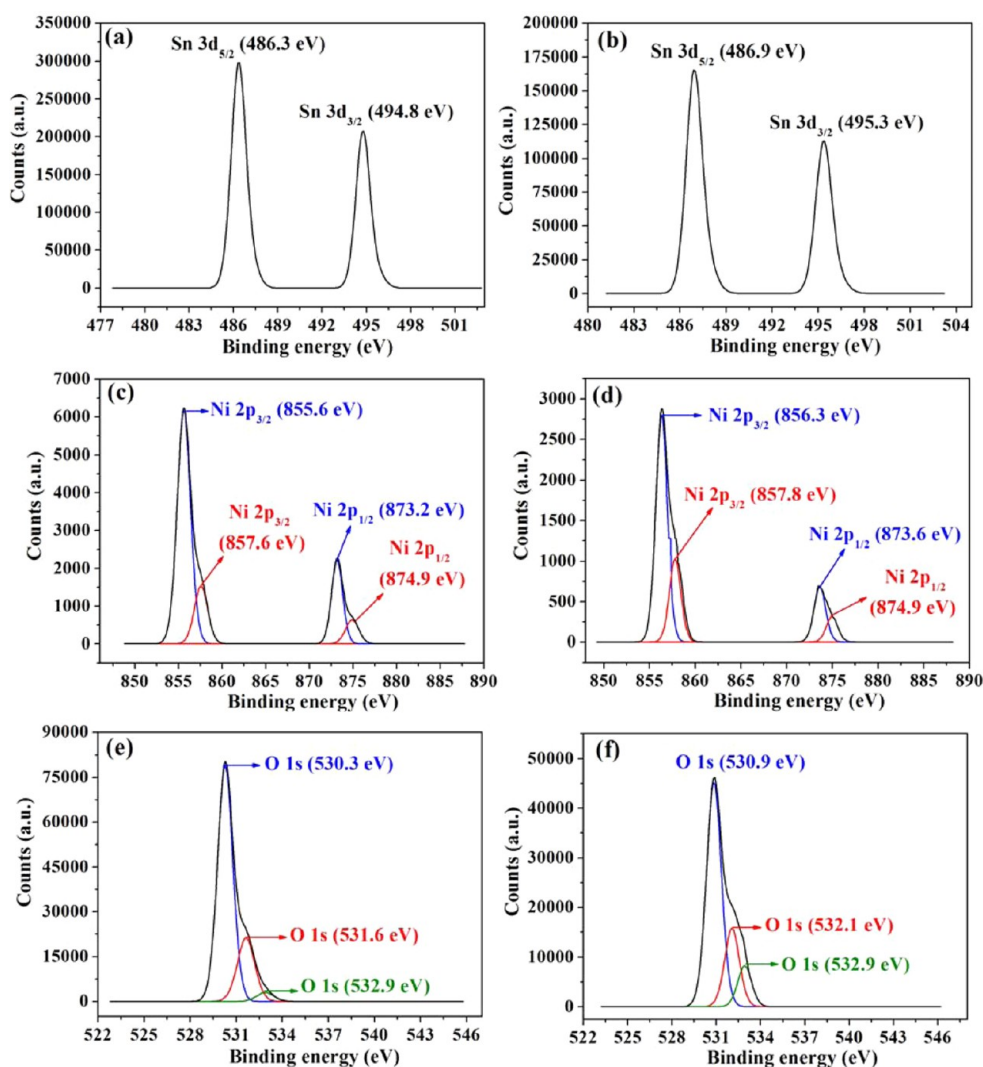 (a)
Sn 3d5/2 (486.3 eV)
Sn 3d3/2 (494.8 eV)
350000
300000
250000
200000
150000
100000
50000
0
Counts (a.u.)
477 480 483 486 489 492 495 498 501
Binding energy (eV)
(b)
Sn 3d5/2 (486.9 eV)
Sn 3d3/2 (495.3 eV)
200000
175000
150000
125000
100000
75000
50000
25000
0
Counts (a.u.)
480 483 486 489 492 495 498 501 504
Binding energy (eV)
(c)
Ni 2p3/2 (855.6 eV)
Ni 2p3/2
(857.6 eV)
Ni 2p1/2 (873.2 eV)
Ni 2p1/2
(874.9 eV)
7000
6000
5000
4000
3000
2000
1000
0
Counts (a.u.)
850 855 860 865 870 875 880 885 890
Binding energy (eV)
(d)
Ni 2p3/2 (856.3 eV)
Ni 2p3/2 (857.8 eV)
Ni 2p1/2 (873.6 eV)
Ni 2p1/2
(874.9 eV)
3000
2500
2000
1500
1000
500
0
Counts (a.u.)
850 855 860 865 870 875 880 885 890
Binding energy (eV)
(e)
O 1s (530.3 eV)
O 1s (531.6 eV)
O 1s (532.9 eV)
90000
75000
60000
45000
30000
15000
0
Counts (a.u.)
522 525 528 531 534 537 540 543 546
Binding energy (eV)
(f)
O 1s (530.9 eV)
O 1s (532.1 eV)
O 1s (532.9 eV)
50000
40000
30000
20000
10000
0
Counts (a.u.)
522 525 528 531 534 537 540 543 546
Binding energy (eV)